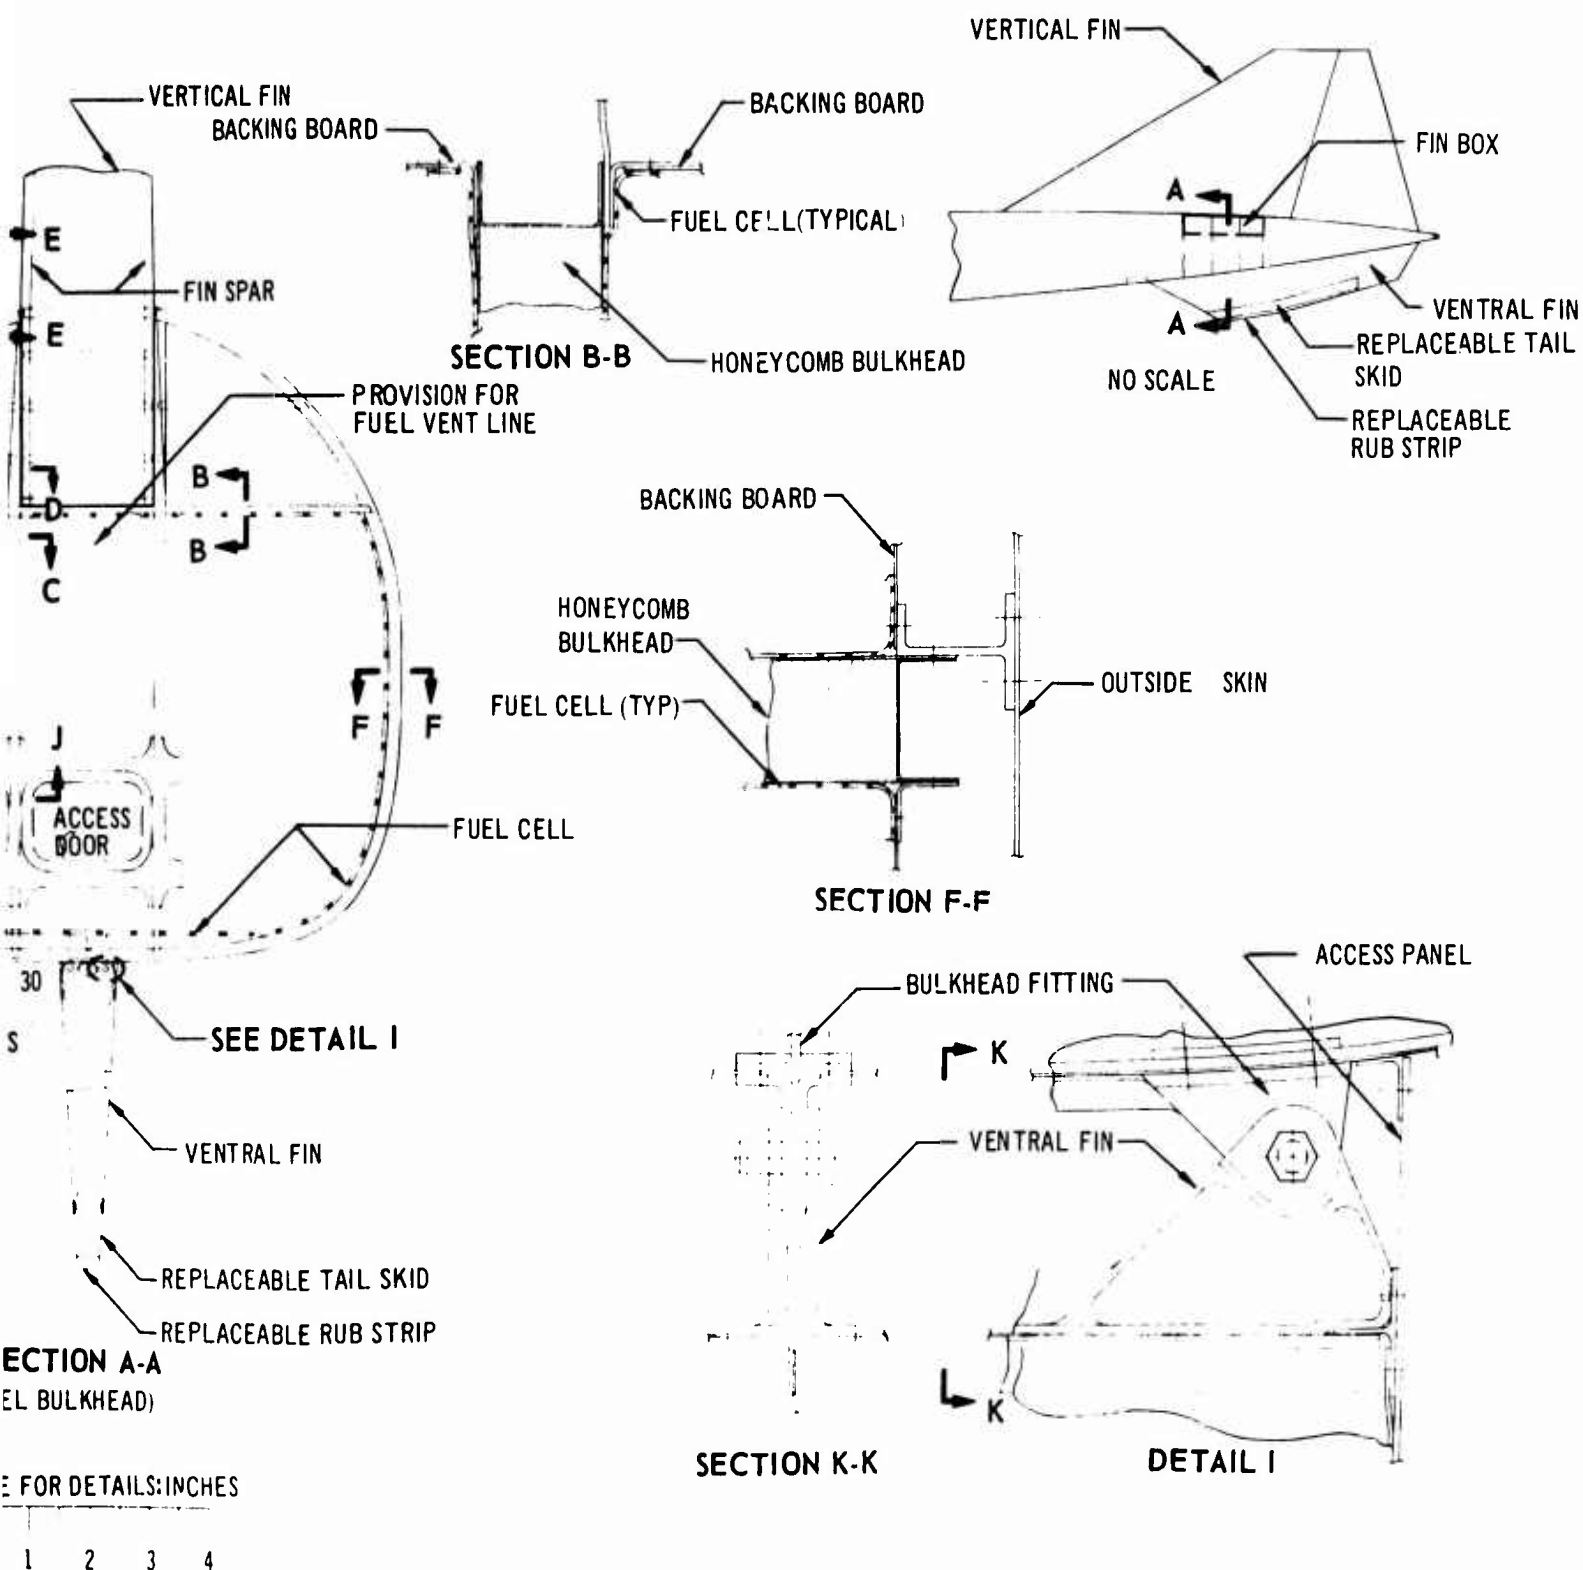 VERTICAL FIN
VERTICAL FIN
BACKING BOARD
BACKING BOARD
FIN BOX
A
FUEL CELL (TYPICAL)
E
FIN SPAR
VENTRAL FIN
E
A
REPLACEABLE TAIL
SKID
SECTION B-B
HONEYCOMB BULKHEAD
NO SCALE
PROVISION FOR
FUEL VENT LINE
REPLACEABLE
RUB STRIP
B
BACKING BOARD
D
B
C
HONEYCOMB
BULKHEAD
OUTSIDE SKIN
FUEL CELL (TYP)
F
F
J
ACCESS
DOOR
FUEL CELL
SECTION F-F
ACCESS PANEL
30
BULKHEAD FITTING
S
SEE DETAIL I
K
VENTRAL FIN
VENTRAL FIN
REPLACEABLE TAIL SKID
REPLACEABLE RUB STRIP
ECTION A-A
EL BULKHEAD)
K
SECTION K-K
DETAIL I
E FOR DETAILS: INCHES
1 2 3 4